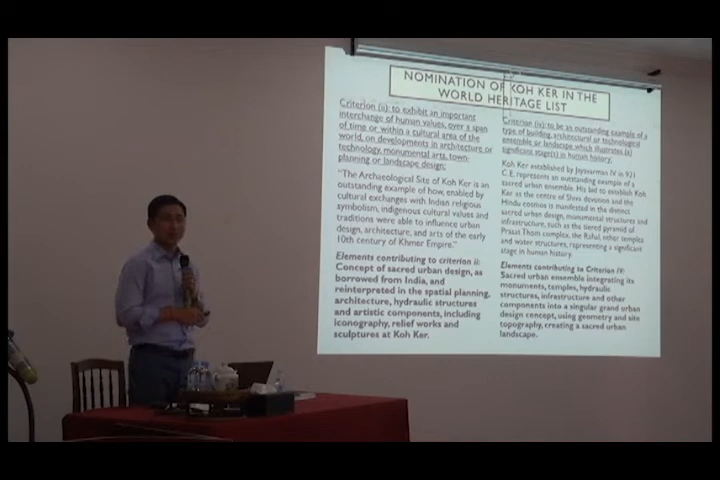 NOMINATION OF KOH KER IN THE
WORLD HERITAGE LIST
Criterion (ii): to exhibit an important
interchange of human values, over a span
of time or within a cultural area of the
world, on developments in architecture or
technology, monumental arts, town-
planning or landscape design;
"The Archaeological Site of Koh Ker is an
outstanding example of how, enabled by
cultural exchanges with Indian religious
symbolism, indigenous cultural values and
traditions were able to influence urban
design, architecture, and arts of the early
10th century of Khmer Empire."
Elements contributing to criterion ii:
Concept of sacred urban design, as
borrowed from India, and
reinterpreted in the spatial planning,
architecture, hydraulic structures
and artistic components, including
iconography, relief works and
sculptures at Koh Ker.
Criterion (iv): to be an outstanding example of a
type of building, architectural or technological
ensemble or landscape which illustrates (a)
significant stage(s) in human history;
Koh Ker established by Jayavarman IV in 921
C.E. represents an outstanding example of a
sacred urban ensemble. His bid to establish Koh
Ker as the centre of Shiva devotion and the
Hindu cosmos is manifested in the distinct
sacred urban design, monumental structures and
infrastructure, such as the tiered pyramid of
Prasat Thom complex, the Rahal, other temples
and water structures, representing a significant
stage in human history.
Elements contributing to Criterion IV:
Sacred urban ensemble integrating its
monuments, temples, hydraulic
structures, infrastructure and other
components into a singular grand urban
design concept, using geometry and site
topography, creating a sacred urban
landscape.